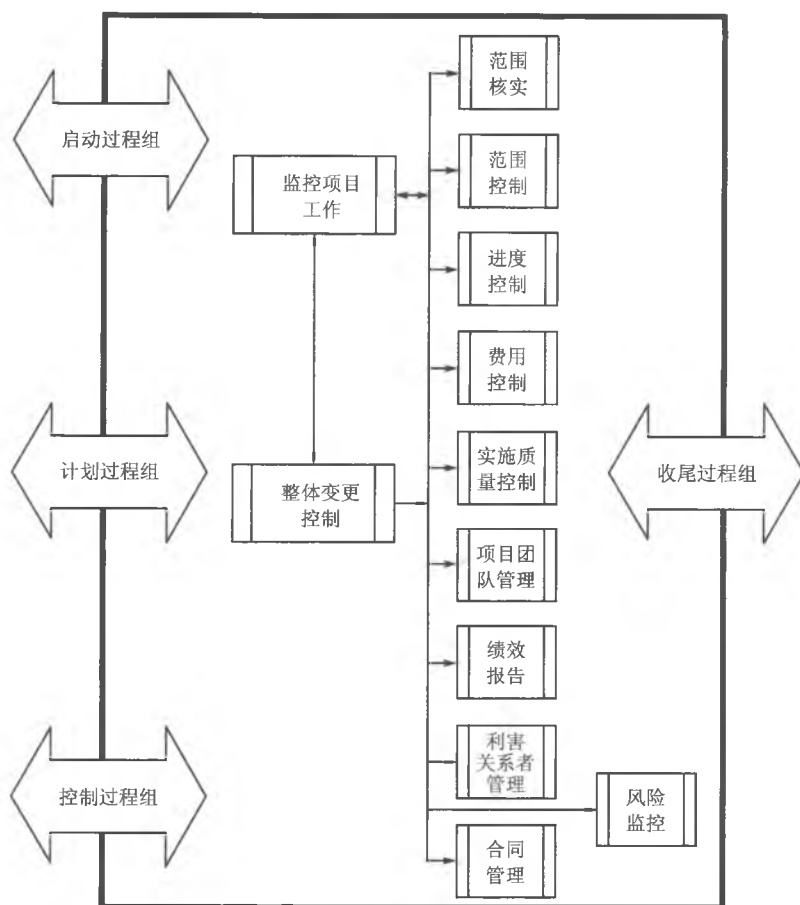 范围
核实
启动过程组
范围
控制
监控项目
工作
进度
控制
费用
控制
计划过程组
整体变更
控制
实施质
量控制
收尾过程组
项目团
队管理
绩效
报告
利害
关系者
管理
控制过程组
风险
监控
合同
管理